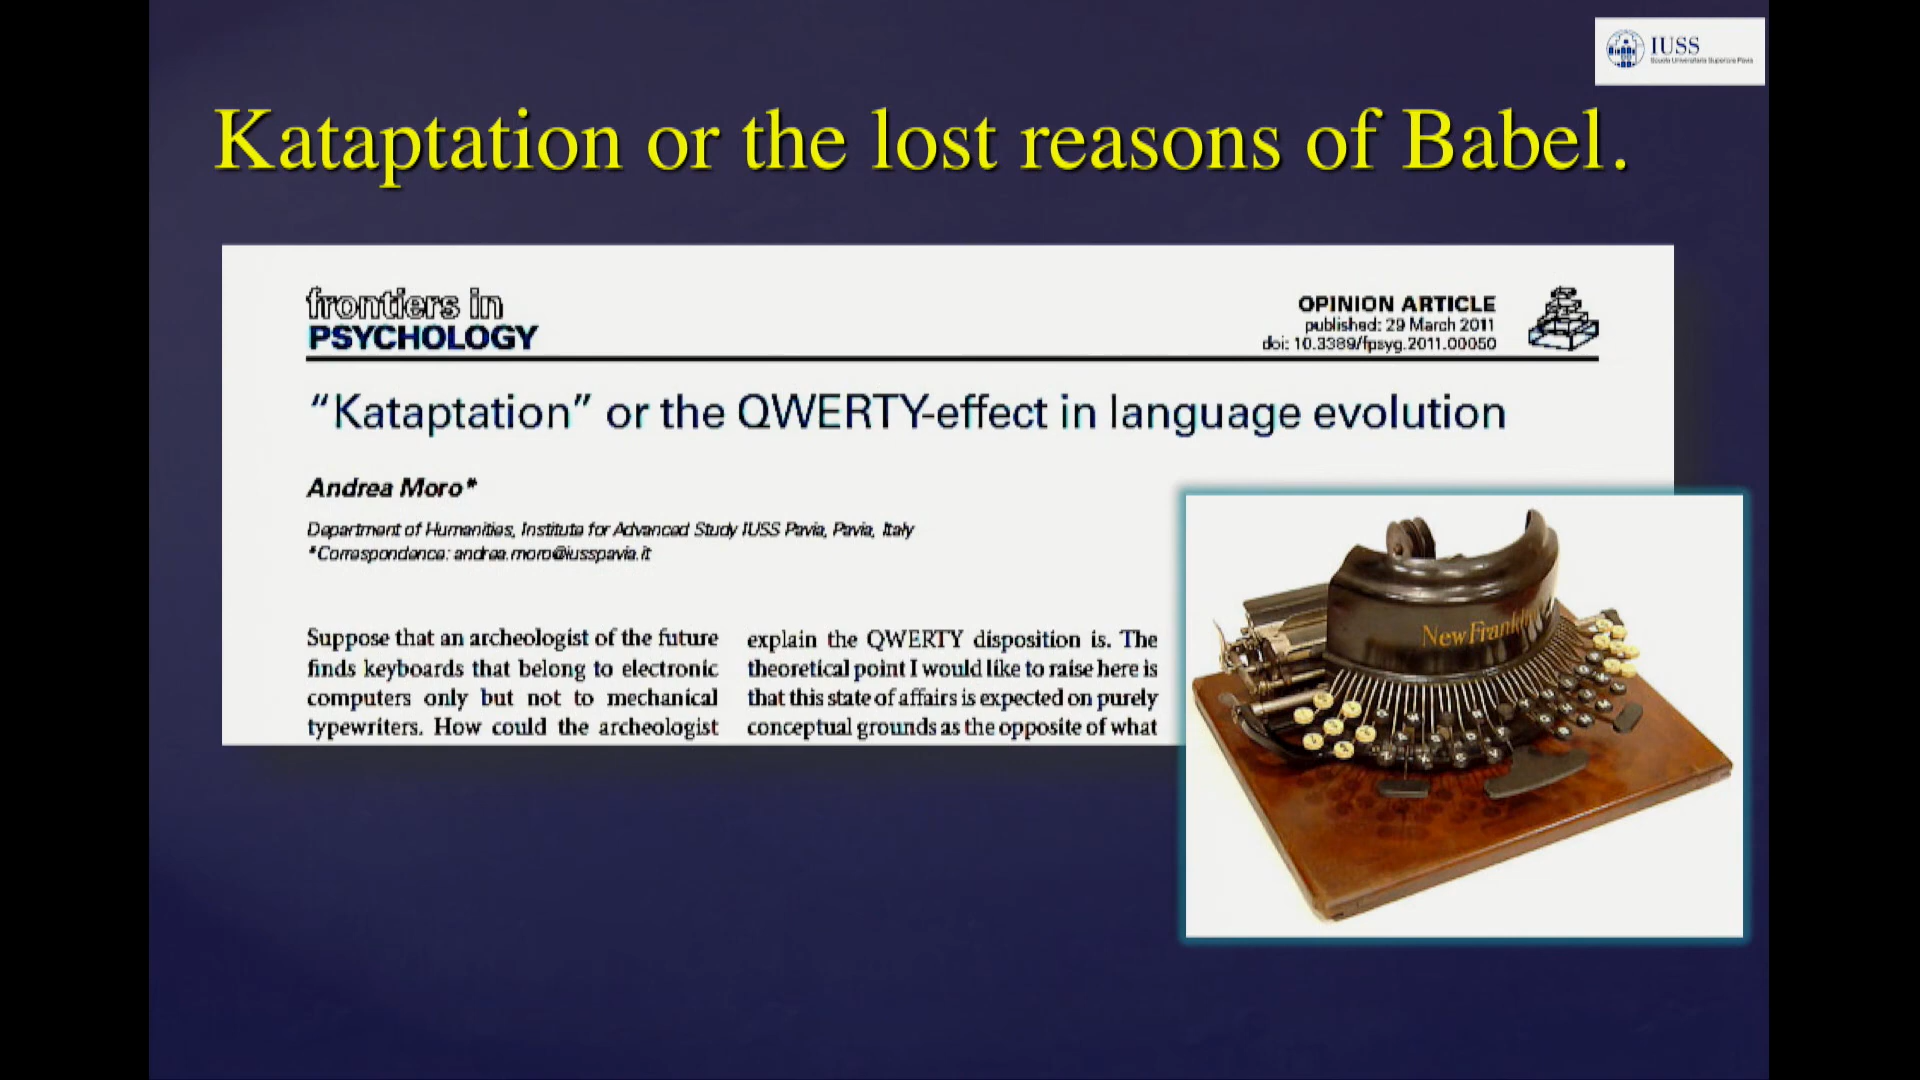 IUSS
Scuola Universitaria Superiore Pavia
Kataptation or the lost reasons of Babel.
frontiers in
PSYCHOLOGY
OPINION ARTICLE
published: 29 March 2011
doi: 10.3389/fpsyg.2011.00050
“Kataptation” or the QWERTY-effect in language evolution
Andrea Moro*
Department of Humanities, Institute for Advanced Study IUSS Pavia, Pavia, Italy
*Correspondence: andrea.moro@iusspavia.it
Suppose that an archeologist of the future
finds keyboards that belong to electronic
computers only but not to mechanical
typewriters. How could the archeologist
explain the QWERTY disposition is. The
theoretical point I would like to raise here is
that this state of affairs is expected on purely
conceptual grounds as the opposite of what
New Franklin